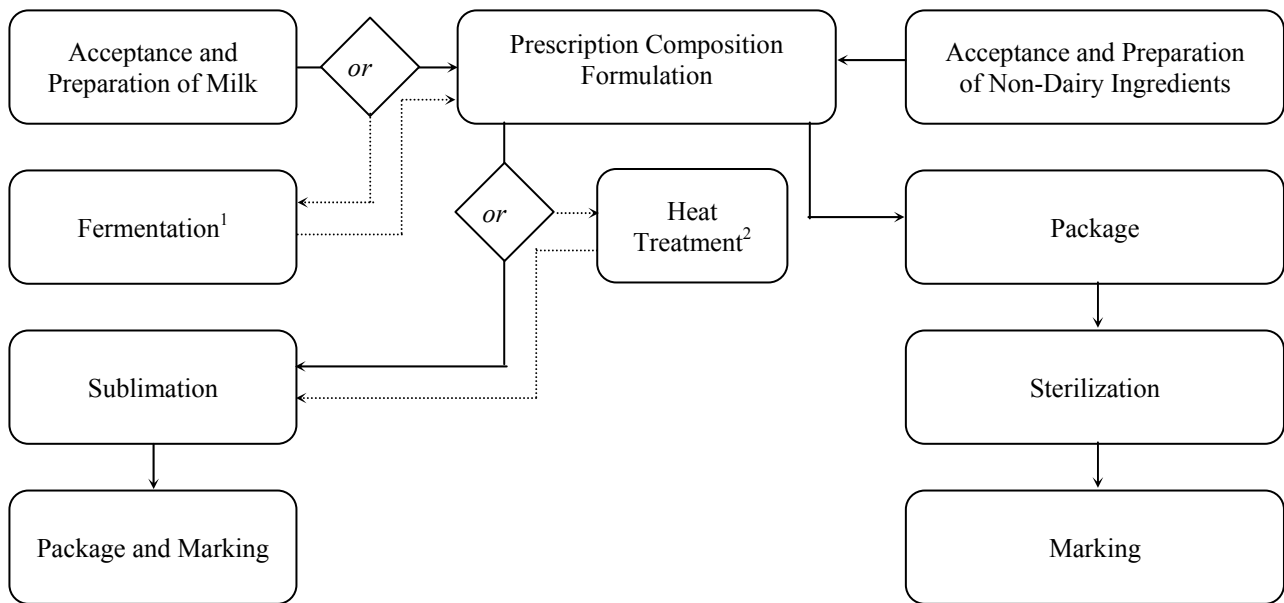 Acceptance and
Preparation of Milk
or
Prescription Composition
Formulation
Acceptance and Preparation
of Non-Dairy Ingredients
Fermentation¹
or
Heat
Treatment²
Package
Sublimation
Sterilization
Package and Marking
Marking